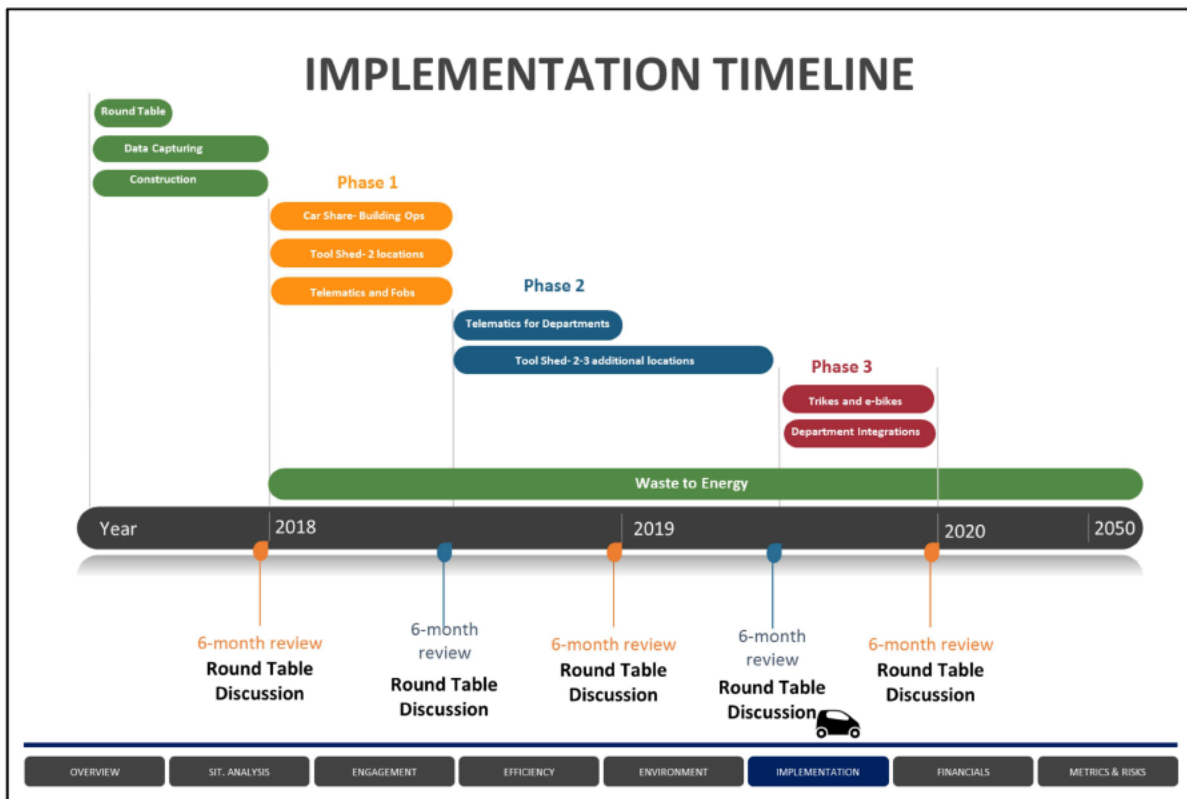 IMPLEMENTATION TIMELINE
Round Table
Data Capturing
Construction
Phase 1
Car Share- Building Ops
Tool Shed- 2 locations
Telematics and Fobs
Phase 2
Telematics for Departments
Tool Shed- 2-3 additional locations
Phase 3
Trikes and e-bikes
Department Integrations
Waste to Energy
Year
2018
2019
2020
2050
6-month review
Round Table
Discussion
6-month
review
Round Table
Discussion
6-month review
Round Table
Discussion
6-month
review
Round Table
Discussion
6-month review
Round Table
Discussion
OVERVIEW
SIT. ANALYSIS
ENGAGEMENT
EFFICIENCY
ENVIRONMENT
IMPLEMENTATION
FINANCIALS
METRICS & RISKS